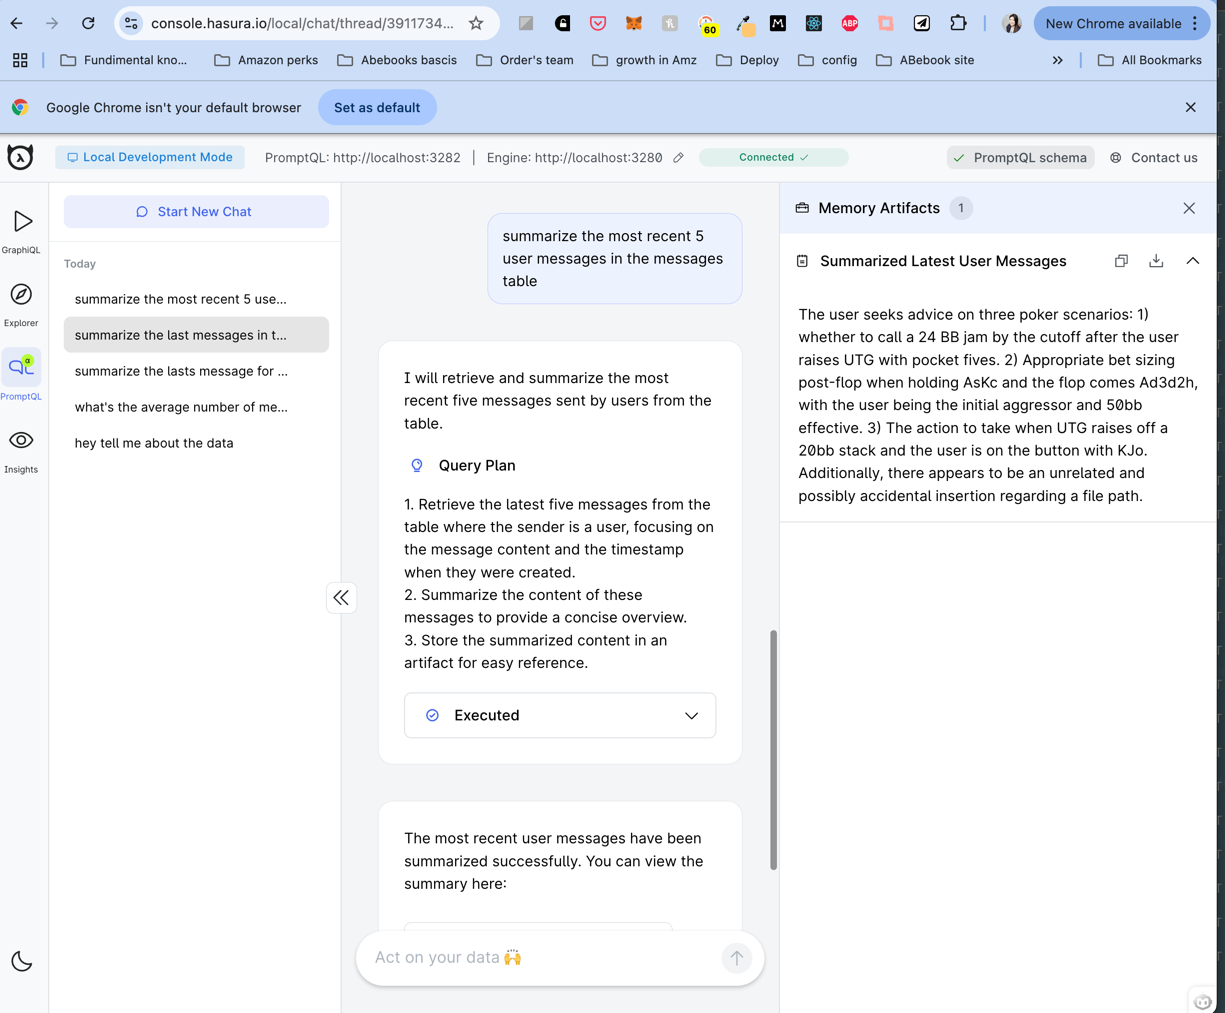 console.hasura.io/local/chat/thread/3911734...
60
M
ABP
New Chrome available
Fundimental kno...
Amazon perks
Abebooks bascis
Order's team
growth in Amz
Deploy
config
ABebook site
»
All Bookmarks
Google Chrome isn't your default browser
Set as default
Local Development Mode
PromptQL: http://localhost:3282 | Engine: http://localhost:3280
Connected
PromptQL schema
Contact us
GraphiQL
Explorer
α
PromptQL
Insights
Start New Chat
Today
summarize the most recent 5 use...
summarize the last messages in t...
summarize the lasts message for ...
what's the average number of me...
hey tell me about the data
summarize the most recent 5
user messages in the messages
table
I will retrieve and summarize the most
recent five messages sent by users from the
table.
Query Plan
1. Retrieve the latest five messages from the
table where the sender is a user, focusing on
the message content and the timestamp
when they were created.
2. Summarize the content of these
messages to provide a concise overview.
3. Store the summarized content in an
artifact for easy reference.
Executed
The most recent user messages have been
summarized successfully. You can view the
summary here:
Act on your data 🙌
Memory Artifacts 1
Summarized Latest User Messages
The user seeks advice on three poker scenarios: 1)
whether to call a 24 BB jam by the cutoff after the user
raises UTG with pocket fives. 2) Appropriate bet sizing
post-flop when holding AsKc and the flop comes Ad3d2h,
with the user being the initial aggressor and 50bb
effective. 3) The action to take when UTG raises off a
20bb stack and the user is on the button with KJo.
Additionally, there appears to be an unrelated and
possibly accidental insertion regarding a file path.